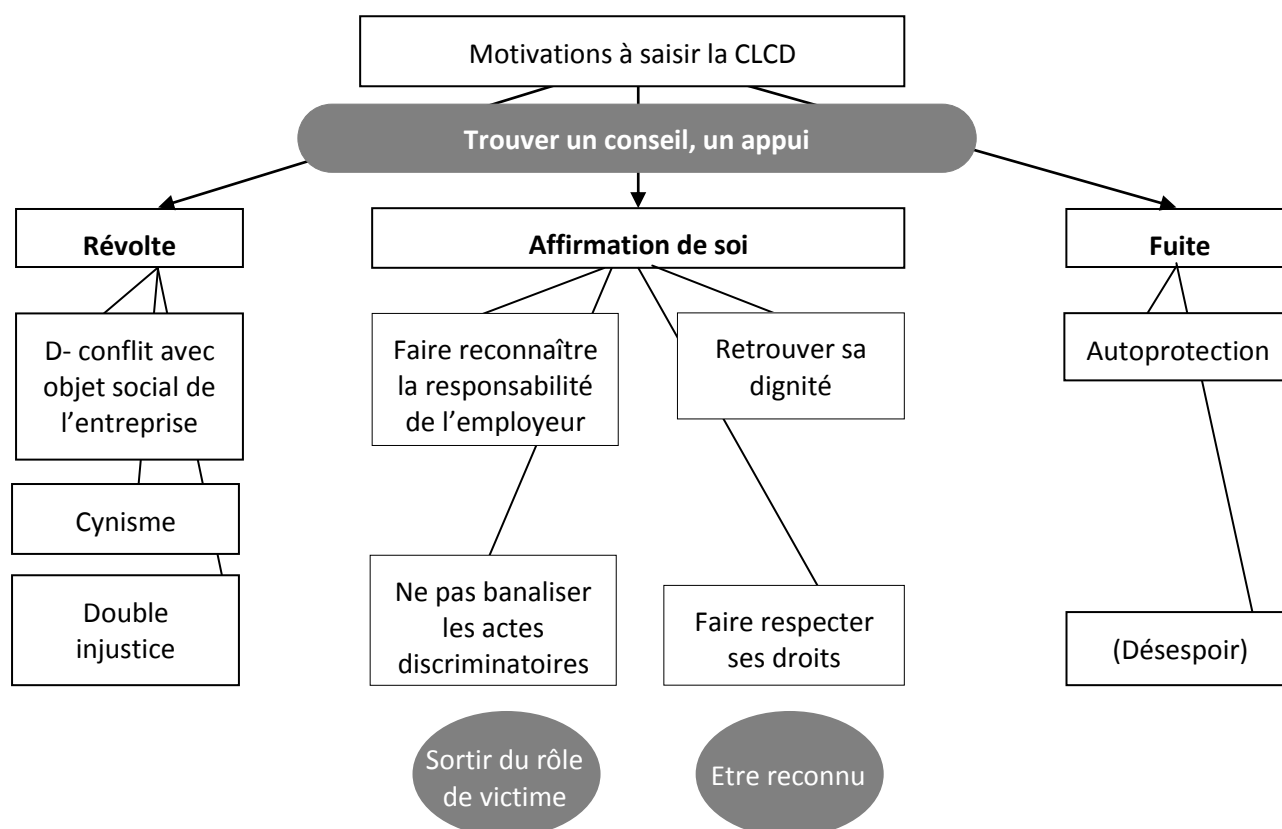 Motivations à saisir la CLCD
Trouver un conseil, un appui
Révolte
Affirmation de soi
Fuite
D- conflit avec
objet social de
l’entreprise
Faire reconnaître
la responsabilité
de l’employeur
Retrouver sa
dignité
Autoprotection
Cynisme
Double
injustice
Ne pas banaliser
les actes
discriminatoires
Faire respecter
ses droits
(Désespoir)
Sortir du rôle
de victime
Etre reconnu